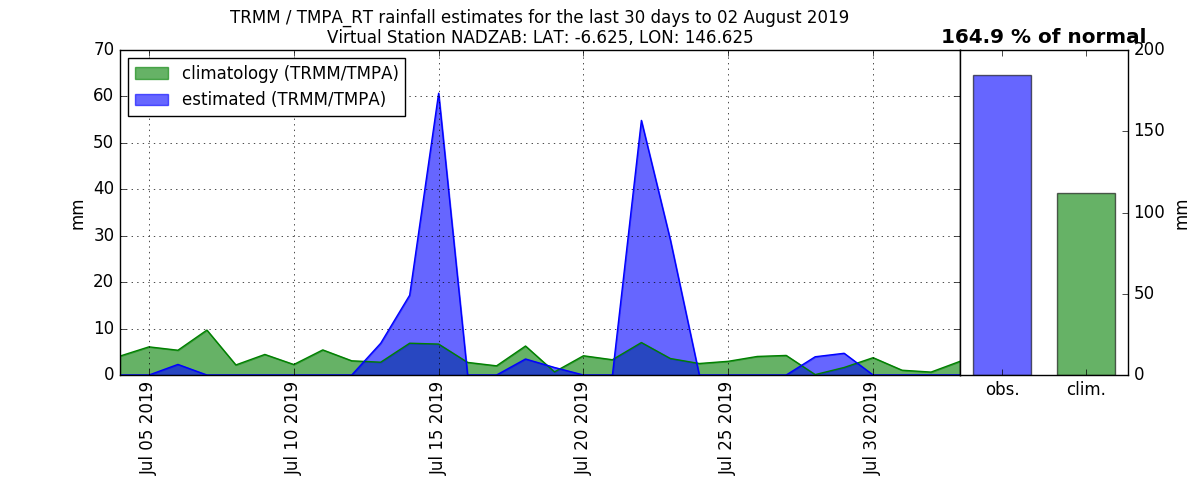 TRMM / TMPA_RT rainfall estimates for the last 30 days to 02 August 2019
Virtual Station NADZAB: LAT: -6.625, LON: 146.625
164.9 % of normal
climatology (TRMM/TMPA)
estimated (TRMM/TMPA)
70
60
50
40
30
20
10
0
mm
Jul 05 2019
Jul 10 2019
Jul 15 2019
Jul 20 2019
Jul 25 2019
Jul 30 2019
obs.
clim.
200
150
100
50
0
mm